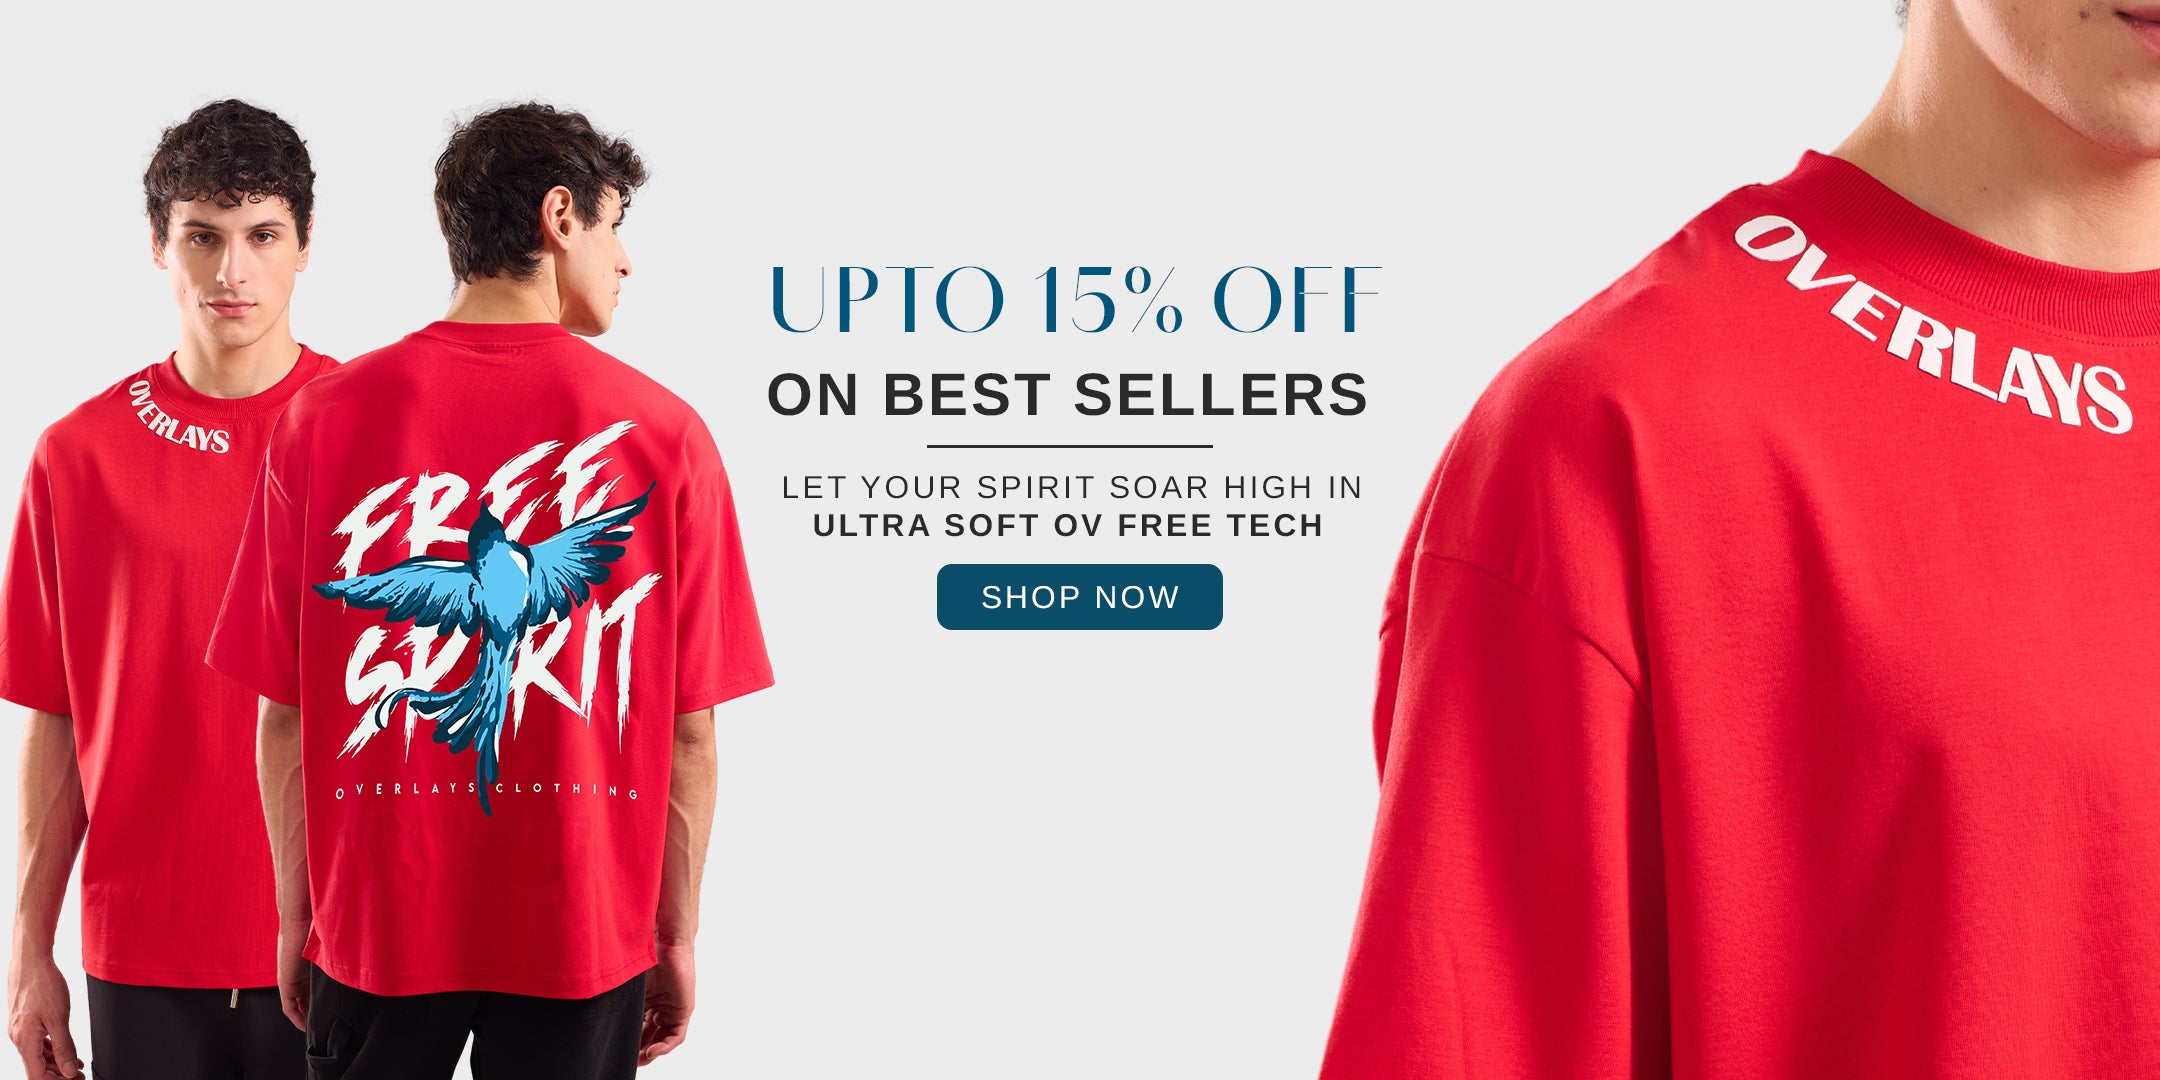 OVERLAYS
FREE
SPIRIT
OVERLAYS CLOTHING
UPTO 15% OFF
ON BEST SELLERS
LET YOUR SPIRIT SOAR HIGH IN
ULTRA SOFT OV FREE TECH
SHOP NOW
OVERLAYS